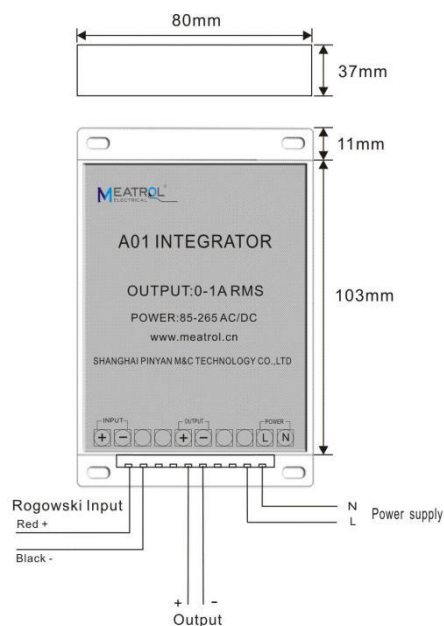 80mm
37mm
11mm
MEATROL®
ELECTRICAL
A01 INTEGRATOR
103mm
OUTPUT:0-1A RMS
POWER:85-265 AC/DC
www.meatrol.cn
SHANGHAI PINYAN M&C TECHNOLOGY CO.,LTD
INPUT OUTPUT POWER
+ − + − L N
Rogowski Input
Red +
Black -
N
L
Power supply
+ −
Output